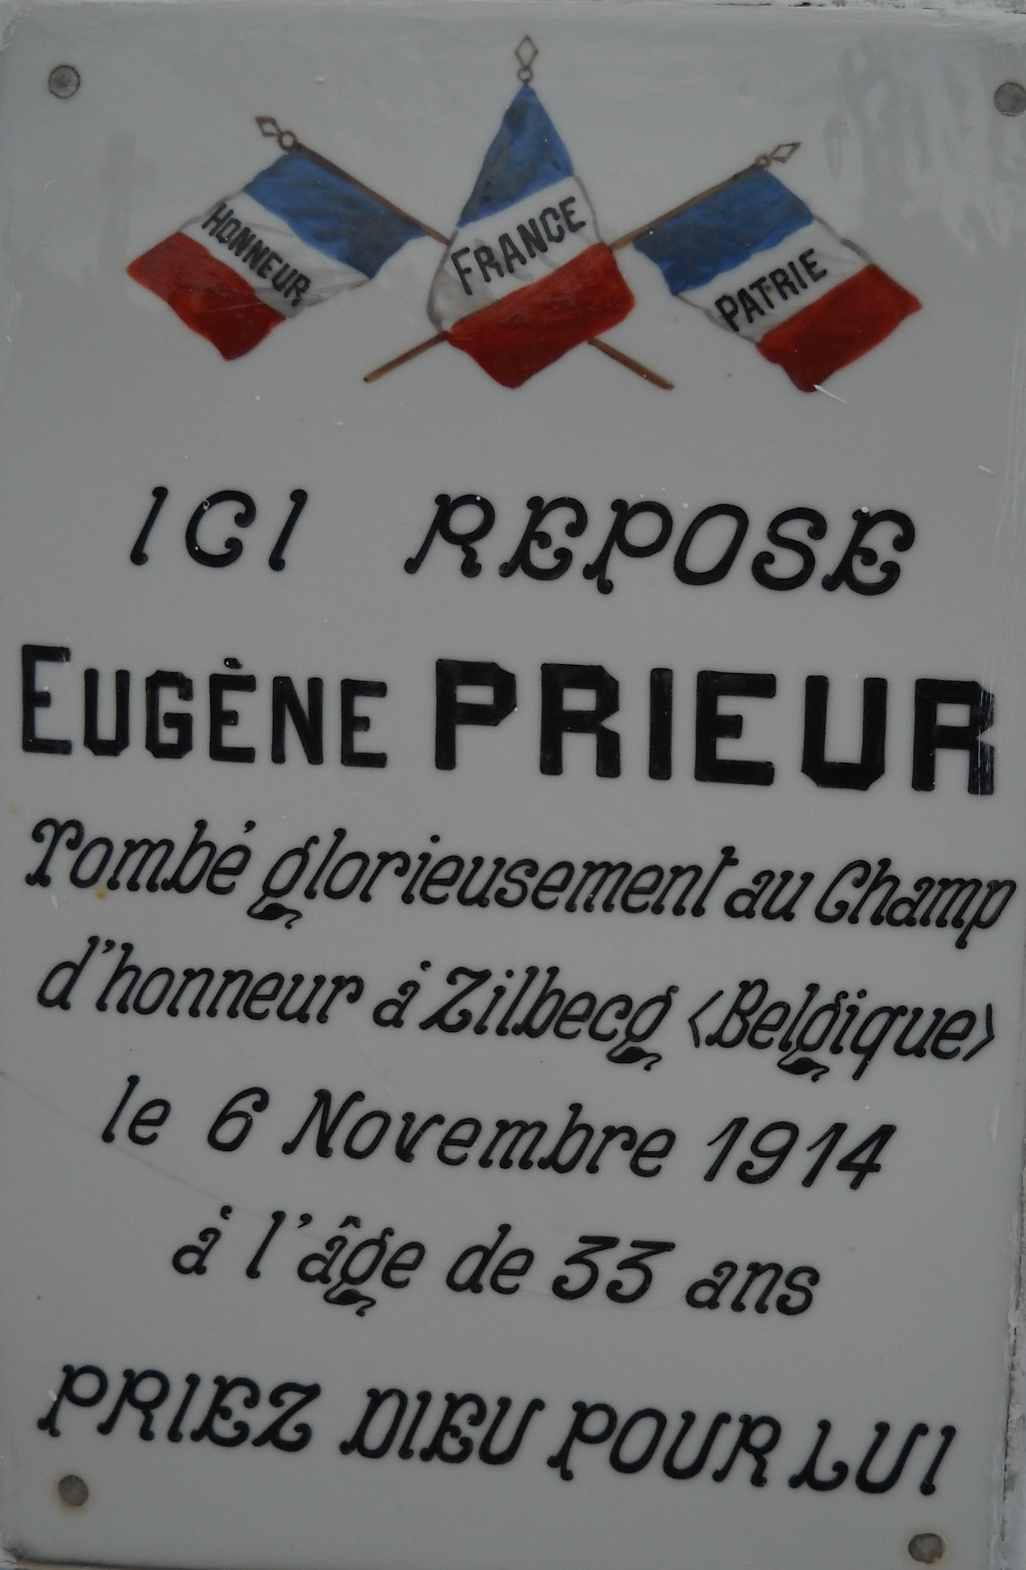 HONNEUR
FRANCE
PATRIE
ICI REPOSE
EUGÈNE PRIEUR
Tombé glorieusement au Champ
d'honneur à Zilbecg (Belgique)
le 6 Novembre 1914
à l'âge de 33 ans
PRIEZ DIEU POUR LUI